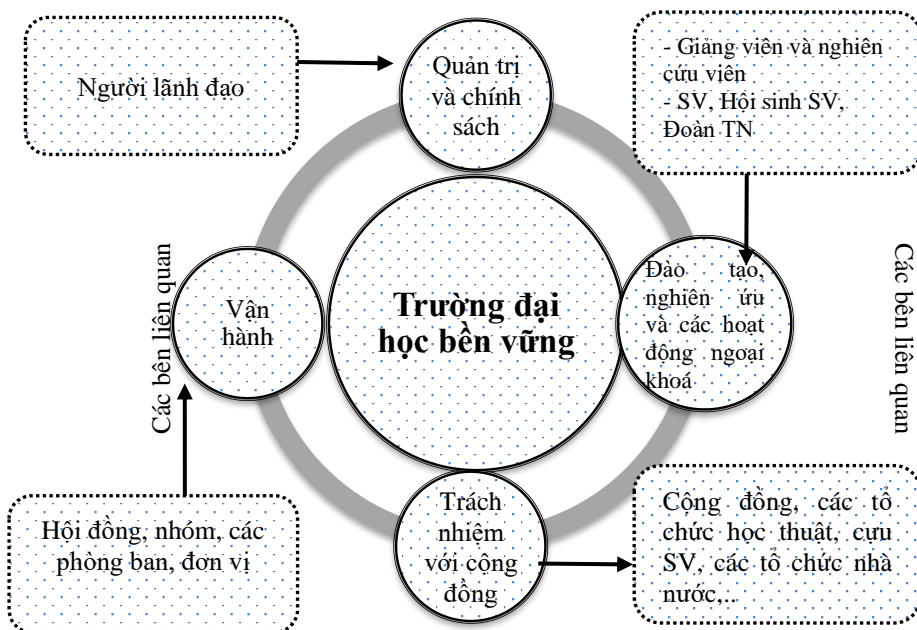 Người lãnh đạo
Quản trị
và chính
sách
- Giảng viên và nghiên
cứu viên
- SV, Hội sinh SV,
Đoàn TN
Các bên liên quan
Vận
hành
Trường đại
học bền vững
Đào tạo,
nghiên ứu
và các hoạt
động ngoại
khoá
Các bên liên quan
Hội đồng, nhóm, các
phòng ban, đơn vị
Trách
nhiệm
với cộng
đồng
Cộng đồng, các tổ
chức học thuật, cựu
SV, các tổ chức nhà
nước,..